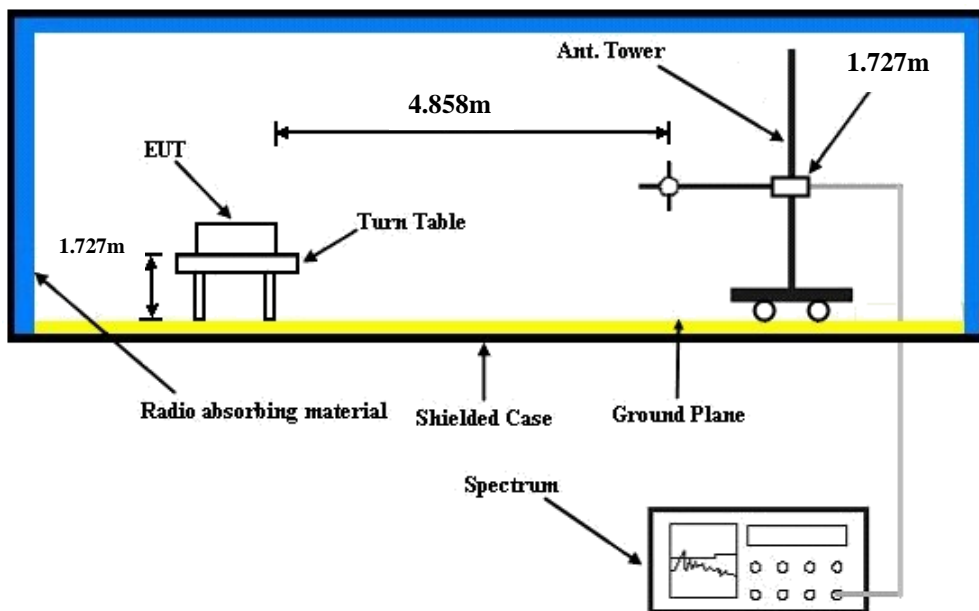 Ant. Tower
1.727m
4.858m
EUT
Turn Table
1.727m
Radio absorbing material
Shielded Case
Ground Plane
Spectrum